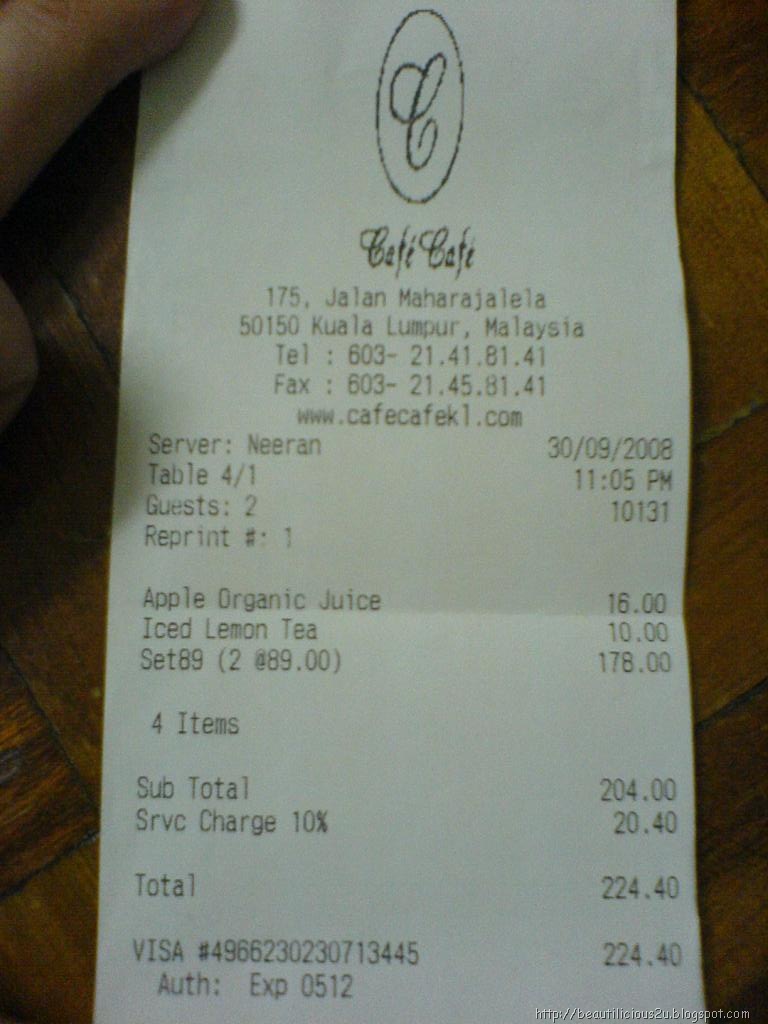 C
Café Café
175, Jalan Maharajalela
50150 Kuala Lumpur, Malaysia
Tel : 603- 21.41.81.41
Fax : 603- 21.45.81.41
www.cafecafekl.com
Server: Neeran 30/09/2008
Table 4/1 11:05 PM
Guests: 2 10131
Reprint #: 1
Apple Organic Juice 16.00
Iced Lemon Tea 10.00
Set89 (2 @89.00) 178.00
4 Items
Sub Total 204.00
Srvc Charge 10% 20.40
Total 224.40
VISA #4966230230713445 224.40
Auth: Exp 0512
http://beautilicious2u.blogspot.com